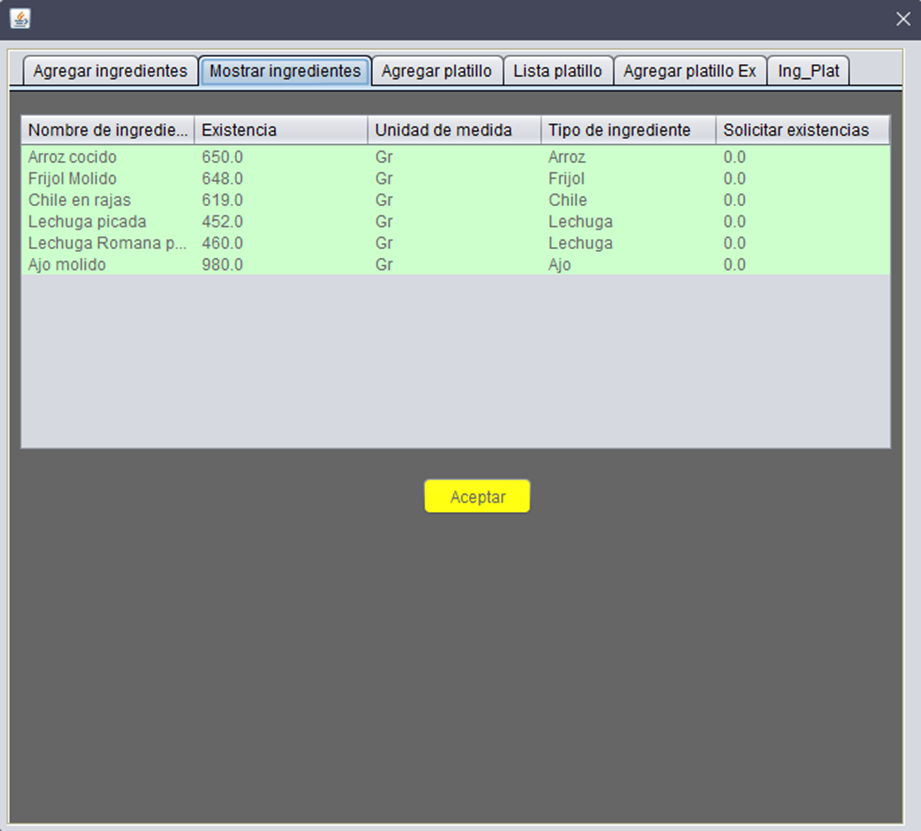 Agregar ingredientes Mostrar ingredientes Agregar platillo Lista platillo Agregar platillo Ex Ing_Plat
Nombre de ingredie... Existencia Unidad de medida Tipo de ingrediente Solicitar existencias
Arroz cocido 650.0 Gr Arroz 0.0
Frijol Molido 648.0 Gr Frijol 0.0
Chile en rajas 619.0 Gr Chile 0.0
Lechuga picada 452.0 Gr Lechuga 0.0
Lechuga Romana p... 460.0 Gr Lechuga 0.0
Ajo molido 980.0 Gr Ajo 0.0
Aceptar